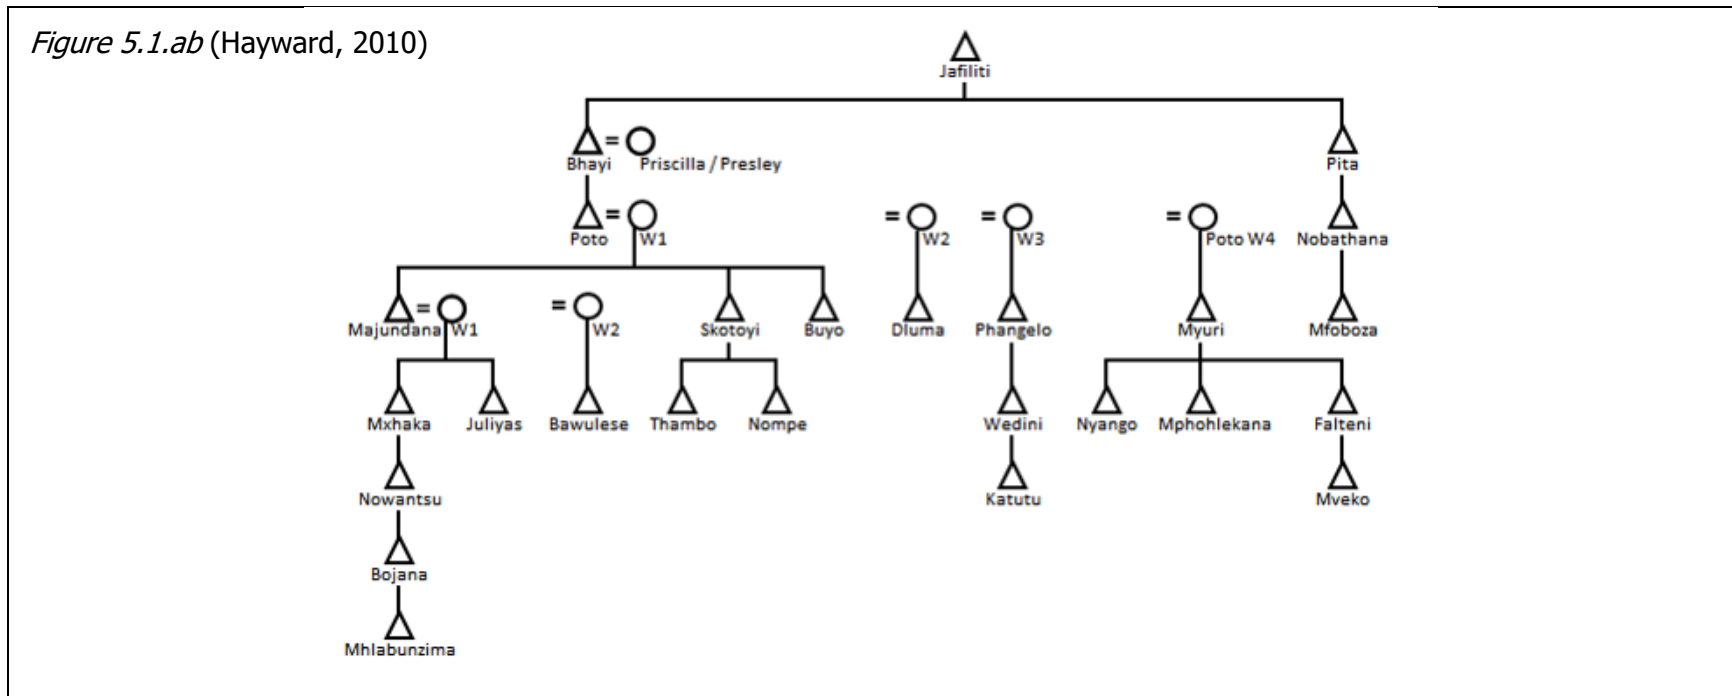 Figure 5.1.ab (Hayward, 2010)
Jafiliti
Bhayi Priscilla / Presley Pita
= 
Poto W1 W2 W3 Poto W4 Nobathana
= = = =
Majundana W1 W2 Skotoyi Buyo Dluma Phangelo Myuri Mfoboza
= =
Mxhaka Juliyas Bawulese Thambo Nompe Wedini Nyango Mphohlekana Falteni
Nowantsu Katutu Mveko
Bojana
Mhlabunzima